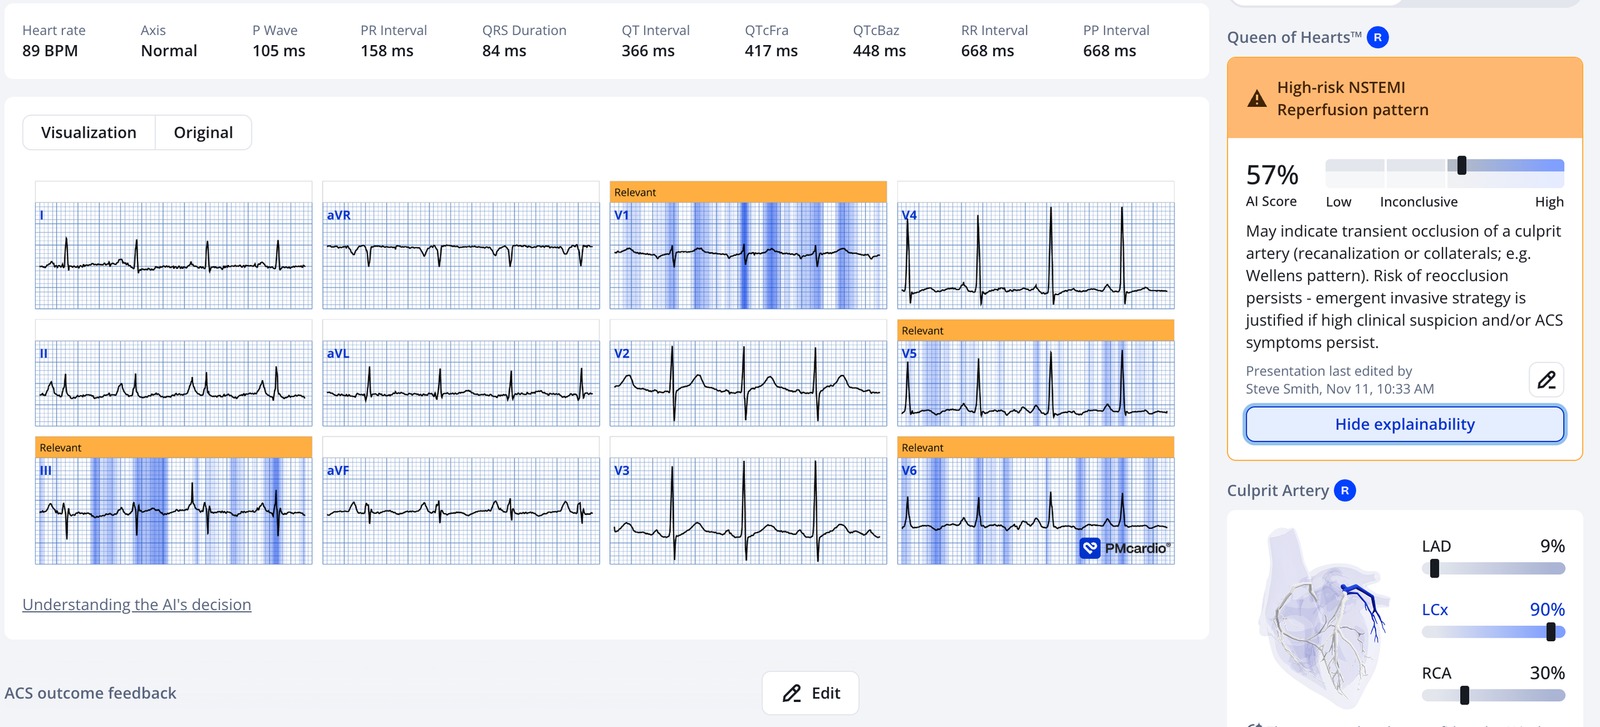 Heart rate
89 BPM
Axis
Normal
P Wave
105 ms
PR Interval
158 ms
QRS Duration
84 ms
QT Interval
366 ms
QTcFra
417 ms
QTcBaz
448 ms
RR Interval
668 ms
PP Interval
668 ms
Visualization
Original
I
aVR
Relevant
V1
V4
II
aVL
V2
Relevant
V5
Relevant
III
aVF
V3
Relevant
V6
PMcardio®
Understanding the AI's decision
ACS outcome feedback
Edit
Queen of Hearts™ R
High-risk NSTEMI
Reperfusion pattern
57%
AI Score
Low
Inconclusive
High
May indicate transient occlusion of a culprit
artery (recanalization or collaterals; e.g.
Wellens pattern). Risk of reocclusion
persists - emergent invasive strategy is
justified if high clinical suspicion and/or ACS
symptoms persist.
Presentation last edited by
Steve Smith, Nov 11, 10:33 AM
Hide explainability
Culprit Artery R
LAD 9%
LCx 90%
RCA 30%